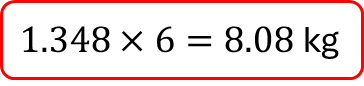 1.348 × 6 = 8.08 kg